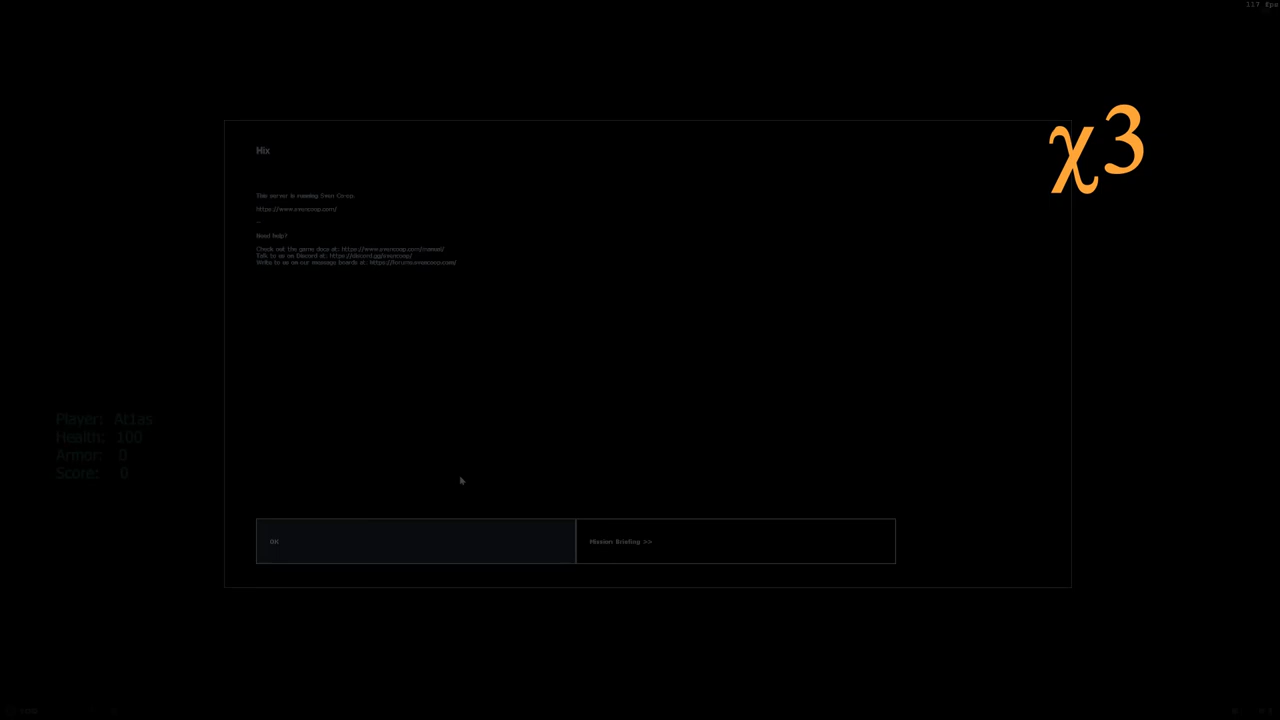 117 fps
χ3
Hix
This server is running Sven Co-op
https://www.svencoop.com/
Need help?
Check out the game docs at: https://www.svencoop.com/manual/
Talk to us on Discord at: https://discord.gg/svencoop/
Write to us on our message boards at: https://forums.svencoop.com/
Player: At1as
Health: 100
Armor: 0
Score: 0
OK
Mission Briefing >>